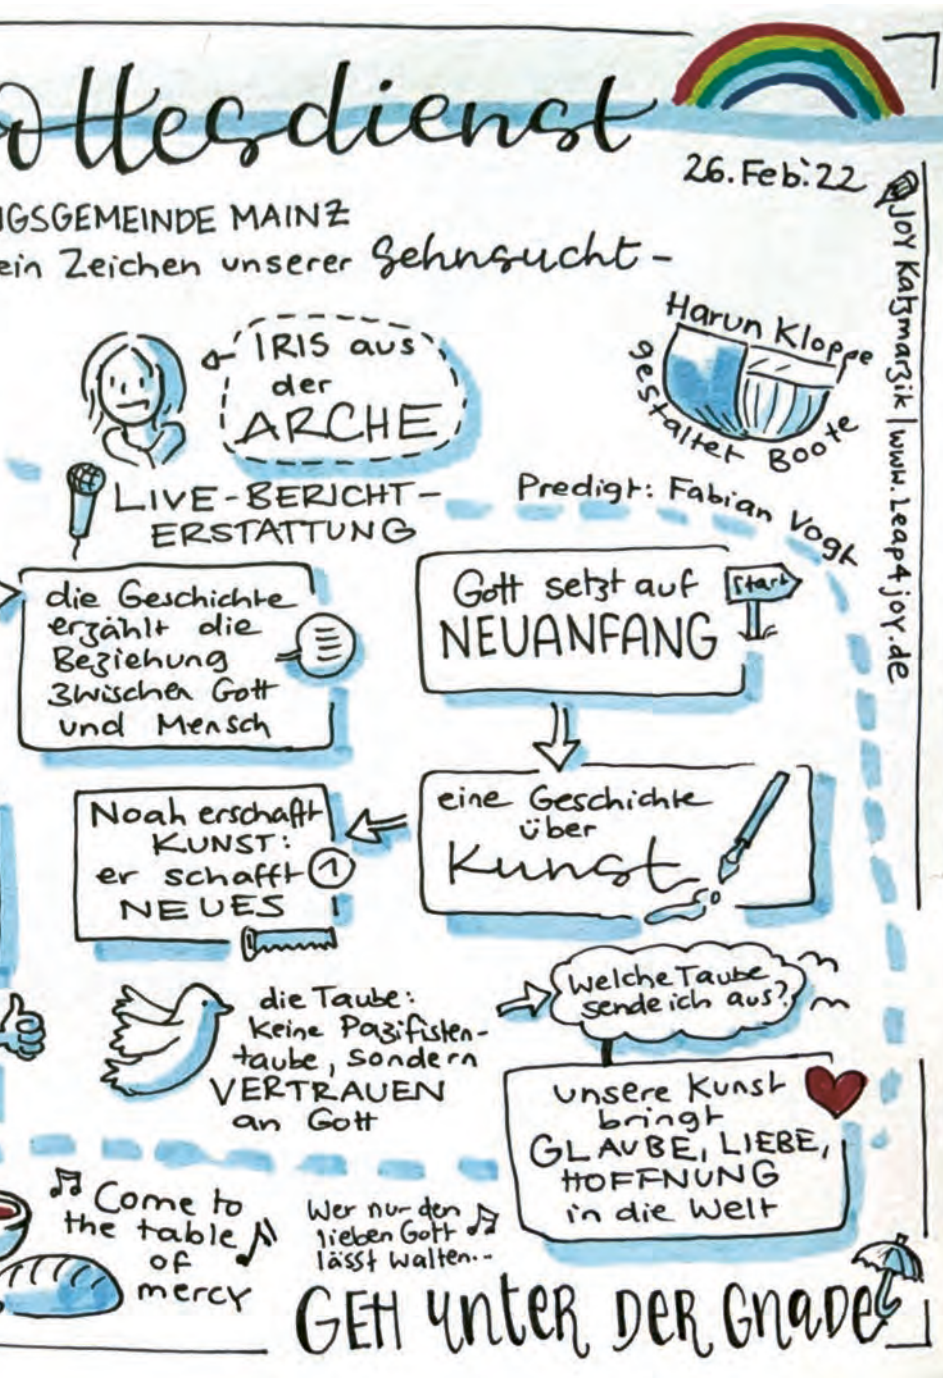 ottesdienst
26. Feb. 22
NGSGEMEINDE MAINZ
ein Zeichen unserer Sehnsucht -
JOY Katzmarzik | www.Leap4joy.de
IRIS aus
der
ARCHE
Harun Kloppe
gestaltet Boote
LIVE-BERICHT-
ERSTATTUNG
Predigt: Fabian Vogt
die Geschichte
erzählt die
Beziehung
zwischen Gott
und Mensch
Gott setzt auf
NEUANFANG
Start
eine Geschichte
über
Kunst
Noah erschafft
KUNST:
er schafft 1
NEUES
die Taube:
keine Pazifisten-
taube, sondern
VERTRAUEN
an Gott
Welche Taube
sende ich aus?
unsere Kunst
bringt
GLAUBE, LIEBE,
HOFFNUNG
in die Welt
Come to
the table
of
mercy
Wer nur den
lieben Gott
lässt walten...
GEH UNTER DER GNADE